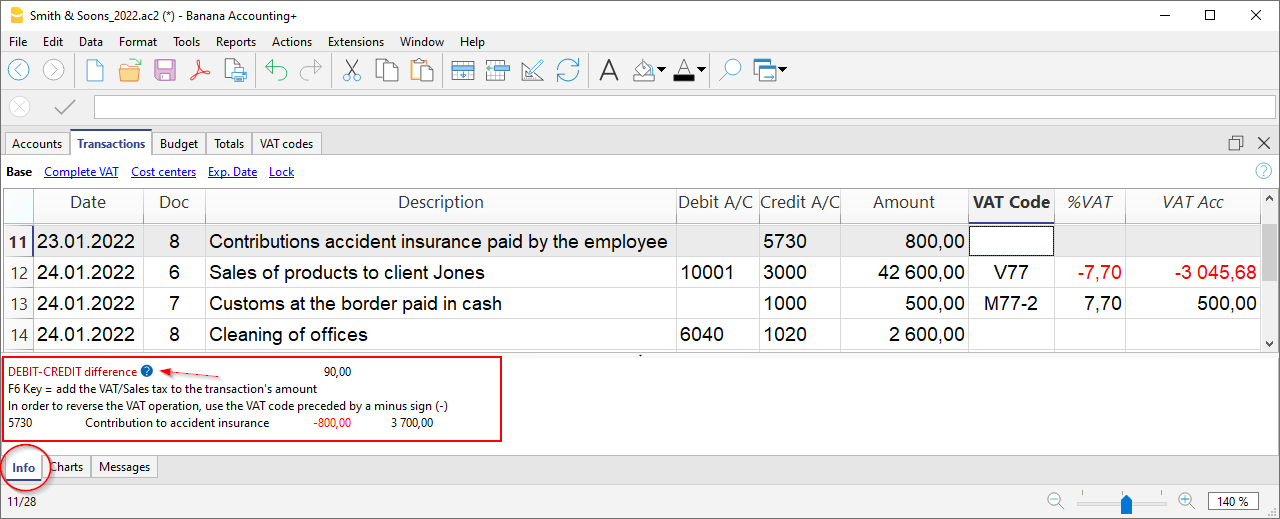 Smith & Soons_2022.ac2 (*) - Banana Accounting+
File Edit Data Format Tools Reports Actions Extensions Window Help
Accounts Transactions Budget Totals VAT codes
Base Complete VAT Cost centers Exp. Date Lock
Date Doc Description Debit A/C Credit A/C Amount VAT Code %VAT VAT Acc
11 23.01.2022 8 Contributions accident insurance paid by the employee 5730 800,00
12 24.01.2022 6 Sales of products to client Jones 10001 3000 42 600,00 V77 -7,70 -3 045,68
13 24.01.2022 7 Customs at the border paid in cash 1000 500,00 M77-2 7,70 500,00
14 24.01.2022 8 Cleaning of offices 6040 1020 2 600,00
DEBIT-CREDIT difference ? 90,00
F6 Key = add the VAT/Sales tax to the transaction's amount
In order to reverse the VAT operation, use the VAT code preceded by a minus sign (-)
5730 Contribution to accident insurance -800,00 3 700,00
Info Charts Messages
11/28 140 %